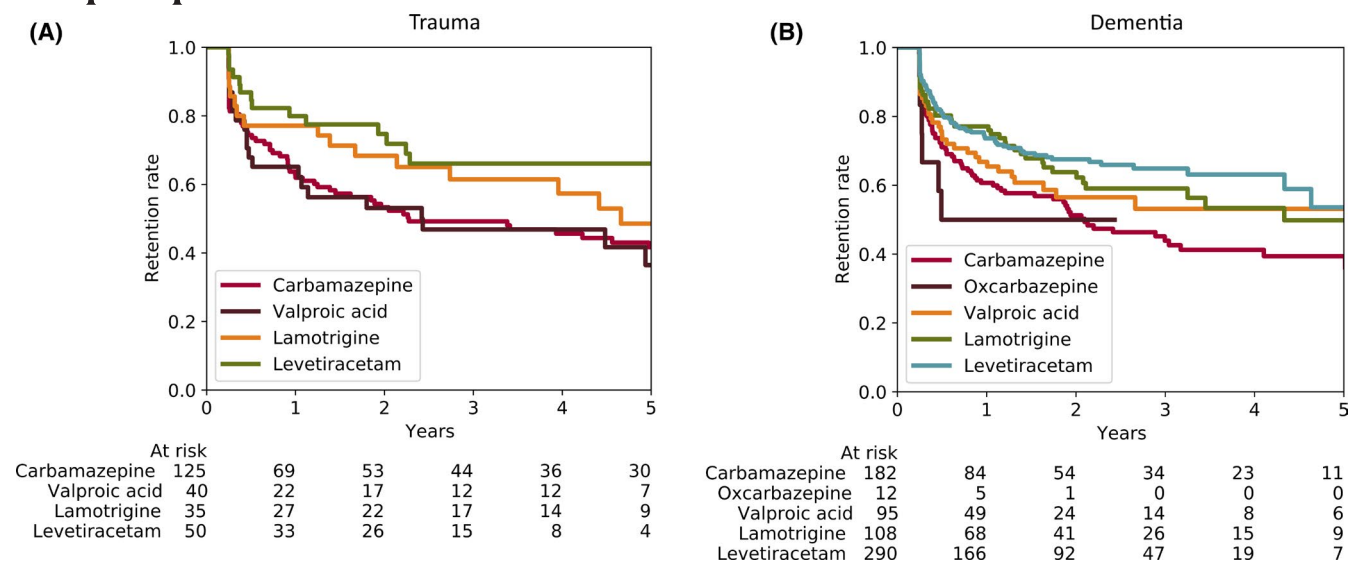 (A)
Trauma
Retention rate
1.0
0.8
0.6
0.4
0.2
0.0
Carbamazepine
Valproic acid
Lamotrigine
Levetiracetam
0 1 2 3 4 5
Years
At risk
Carbamazepine 125 69 53 44 36 30
Valproic acid 40 22 17 12 12 7
Lamotrigine 35 27 22 17 14 9
Levetiracetam 50 33 26 15 8 4
(B)
Dementia
Retention rate
1.0
0.8
0.6
0.4
0.2
0.0
Carbamazepine
Oxcarbazepine
Valproic acid
Lamotrigine
Levetiracetam
0 1 2 3 4 5
Years
At risk
Carbamazepine 182 84 54 34 23 11
Oxcarbazepine 12 5 1 0 0 0
Valproic acid 95 49 24 14 8 6
Lamotrigine 108 68 41 26 15 9
Levetiracetam 290 166 92 47 19 7